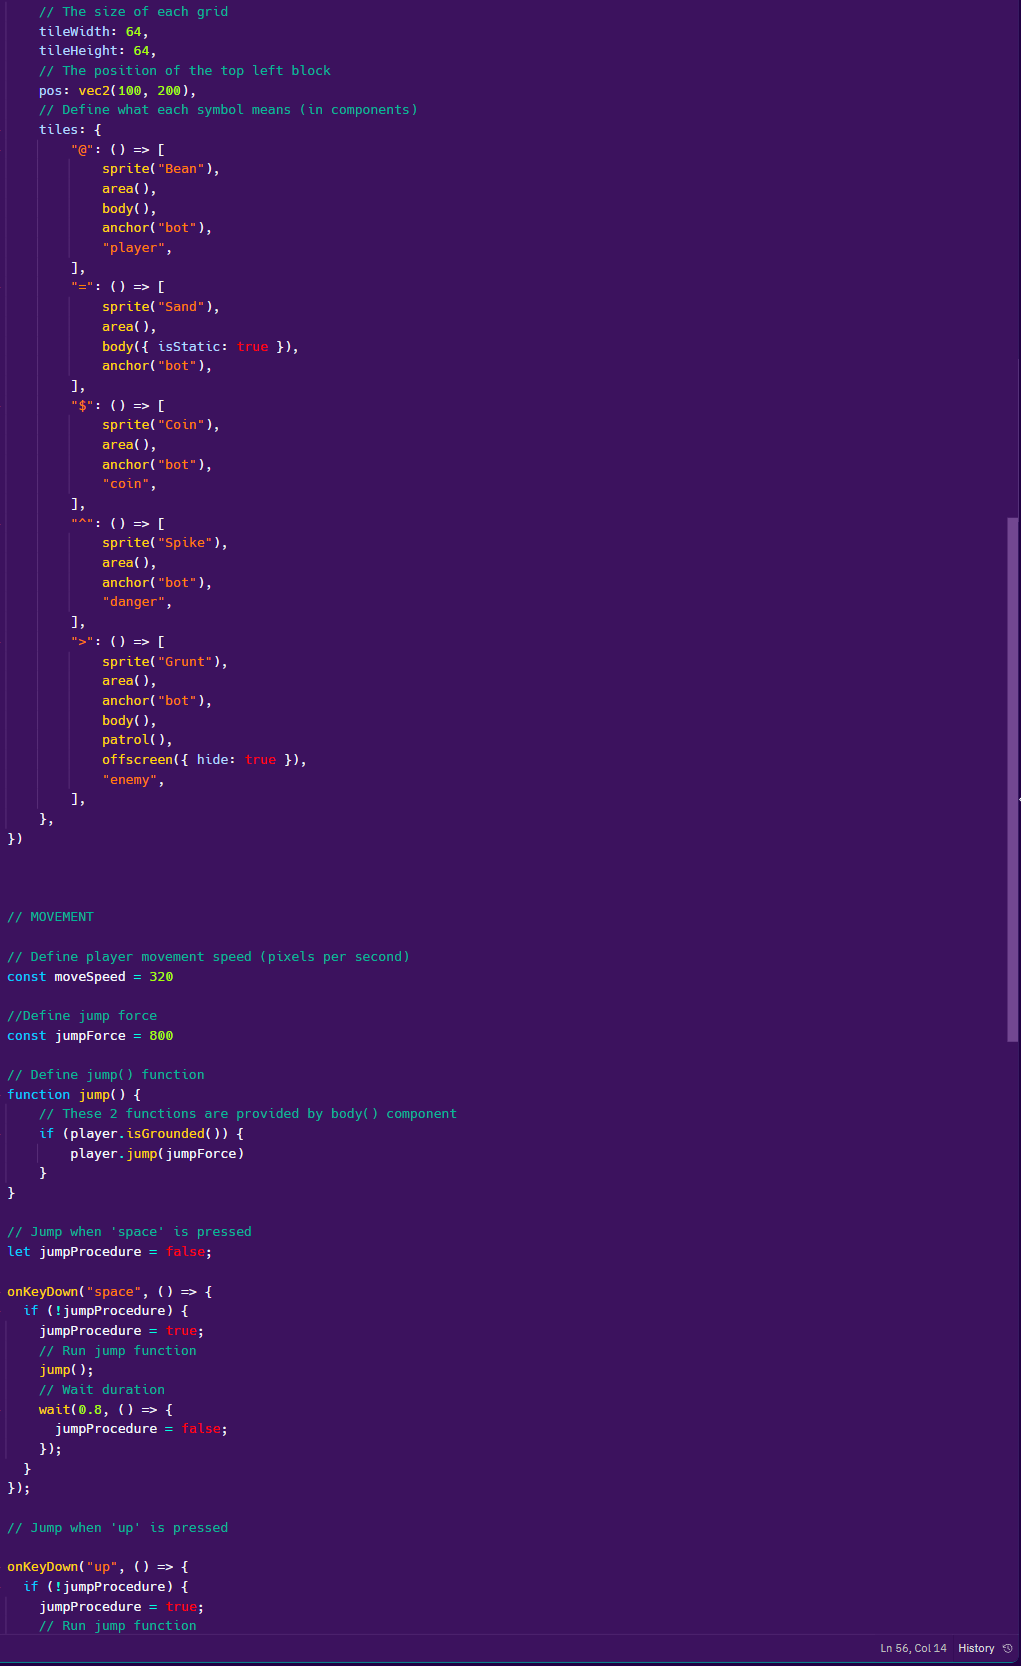 // The size of each grid
tileWidth: 64,
tileHeight: 64,
// The position of the top left block
pos: vec2(100, 200),
// Define what each symbol means (in components)
tiles: {
"@": () => [
sprite("Bean"),
area(),
body(),
anchor("bot"),
"player",
],
"=": () => [
sprite("Sand"),
area(),
body({ isStatic: true }),
anchor("bot"),
],
"$": () => [
sprite("Coin"),
area(),
anchor("bot"),
"coin",
],
"^": () => [
sprite("Spike"),
area(),
anchor("bot"),
"danger",
],
">": () => [
sprite("Grunt"),
area(),
anchor("bot"),
body(),
patrol(),
offscreen({ hide: true }),
"enemy",
],
},
})
// MOVEMENT
// Define player movement speed (pixels per second)
const moveSpeed = 320
//Define jump force
const jumpForce = 800
// Define jump() function
function jump() {
// These 2 functions are provided by body() component
if (player.isGrounded()) {
player.jump(jumpForce)
}
}
// Jump when 'space' is pressed
let jumpProcedure = false;
onKeyDown("space", () => {
if (!jumpProcedure) {
jumpProcedure = true;
// Run jump function
jump();
// Wait duration
wait(0.8, () => {
jumpProcedure = false;
});
}
});
// Jump when 'up' is pressed
onKeyDown("up", () => {
if (!jumpProcedure) {
jumpProcedure = true;
// Run jump function
Ln 56, Col 14 History